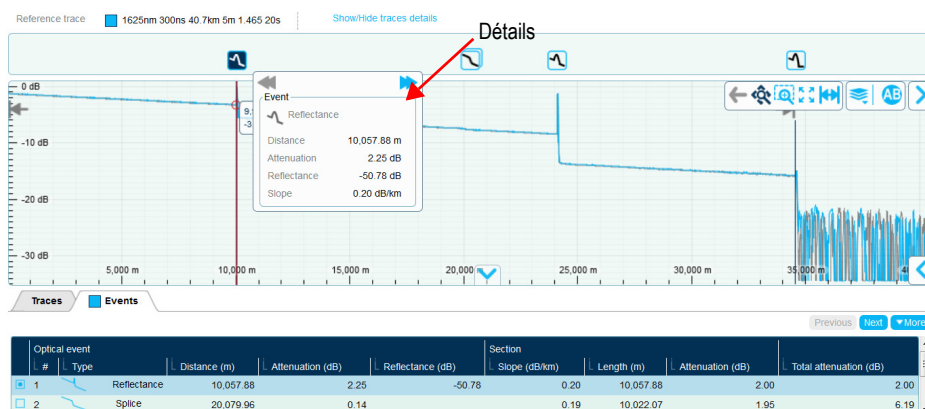 Reference trace 1625nm 300ns 40.7km 5m 1.465 20s Show/Hide traces details
Détails
0 dB
Event
Reflectance
Distance 10,057.88 m
Attenuation 2.25 dB
Reflectance -50.78 dB
Slope 0.20 dB/km
AB
-10 dB
-20 dB
-30 dB
5,000 m 10,000 m 15,000 m 20,000 25,000 m 30,000 m 35,000 m
Traces Events
Previous Next More
Optical event Section
# Type Distance (m) Attenuation (dB) Reflectance (dB) Slope (dB/km) Length (m) Attenuation (dB) Total attenuation (dB)
1 Reflectance 10,057.88 2.25 -50.78 0.20 10,057.88 2.00 2.00
2 Splice 20,079.96 0.14 0.19 10,022.07 1.95 6.19